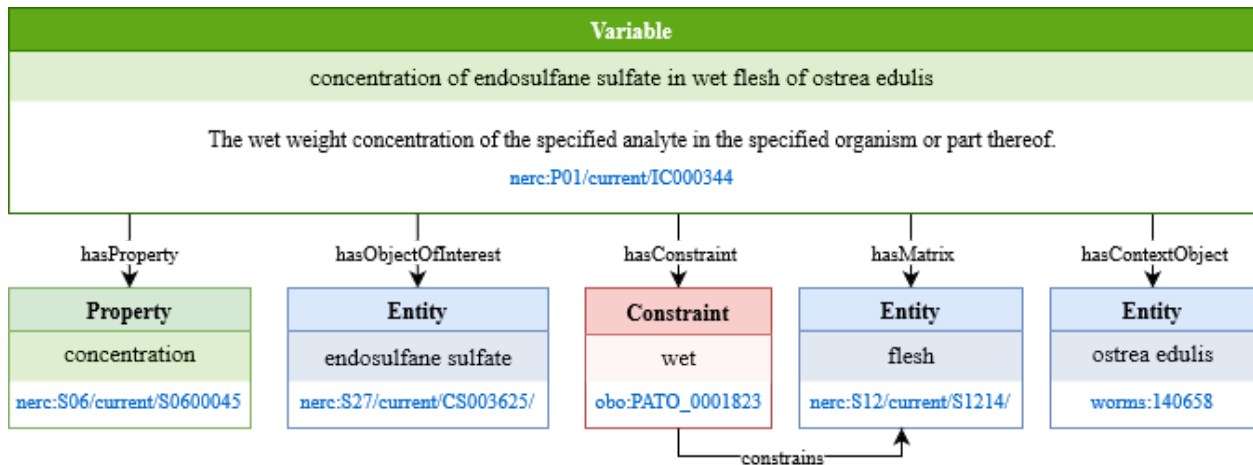 Variable
concentration of endosulfane sulfate in wet flesh of ostrea edulis
The wet weight concentration of the specified analyte in the specified organism or part thereof.
nerc:P01/current/IC000344
hasProperty
hasObjectOfInterest
hasConstraint
hasMatrix
hasContextObject
Property
Entity
Constraint
Entity
Entity
concentration
endosulfane sulfate
wet
flesh
ostrea edulis
nerc:S06/current/S0600045
nerc:S27/current/CS003625/
obo:PATO_0001823
nerc:S12/current/S1214/
worms:140658
constrains